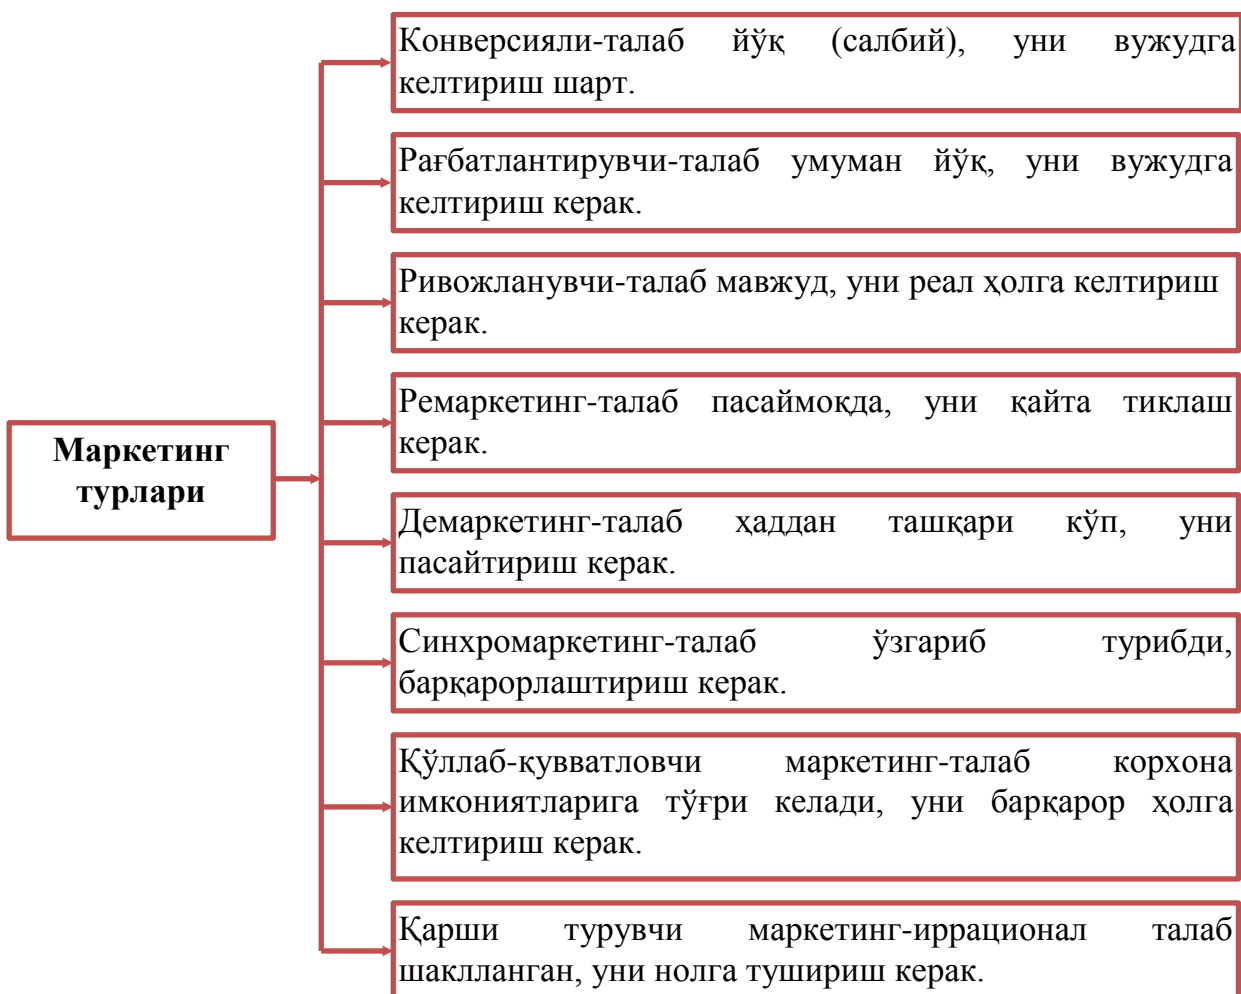 Конверсияли-талаб йўқ (салбий), уни вужудга
келтириш шарт.
Рағбатлантирувчи-талаб умуман йўқ, уни вужудга
келтириш керак.
Ривожланувчи-талаб мавжуд, уни реал ҳолга келтириш
керак.
Ремаркетинг-талаб пасаймоқда, уни қайта тиклаш
керак.
Маркетинг
турлари
Демаркетинг-талаб ҳаддан ташқари кўп, уни
пасайтириш керак.
Синхромаркетинг-талаб ўзгариб турибди,
барқарорлаштириш керак.
Қўллаб-қувватловчи маркетинг-талаб корхона
имкониятларига тўғри келади, уни барқарор ҳолга
келтириш керак.
Қарши турувчи маркетинг-иррационал талаб
шаклланган, уни нолга тушириш керак.